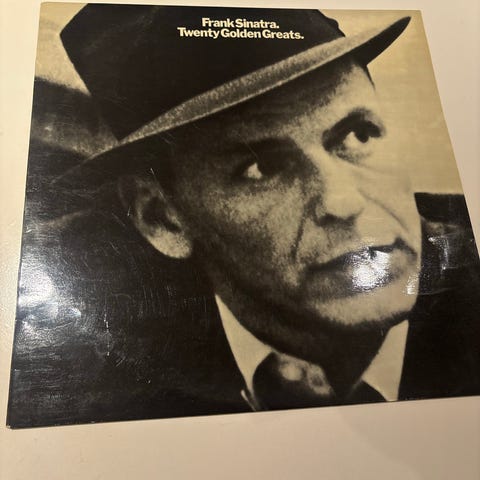 Frank Sinatra.
Twenty Golden Greats.